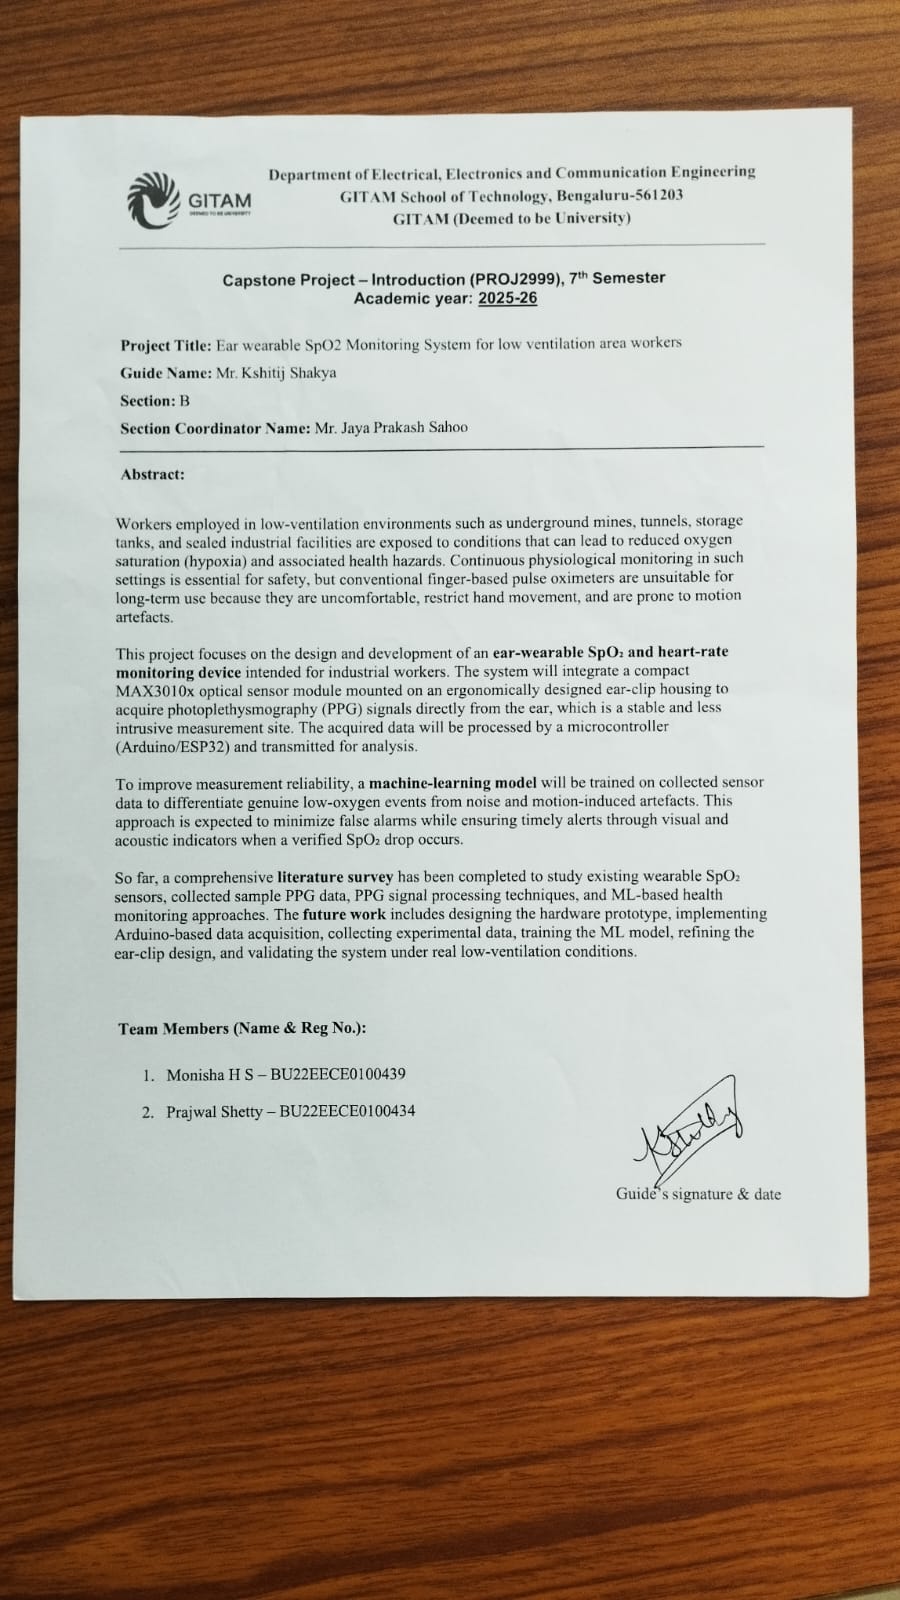 Department of Electrical, Electronics and Communication Engineering
GITAM School of Technology, Bengaluru-561203
GITAM (Deemed to be University)
GITAM
DEEMED TO BE UNIVERSITY
Capstone Project – Introduction (PROJ2999), 7th Semester
Academic year: 2025-26
Project Title: Ear wearable SpO2 Monitoring System for low ventilation area workers
Guide Name: Mr. Kshitij Shakya
Section: B
Section Coordinator Name: Mr. Jaya Prakash Sahoo
Abstract:
Workers employed in low-ventilation environments such as underground mines, tunnels, storage
tanks, and sealed industrial facilities are exposed to conditions that can lead to reduced oxygen
saturation (hypoxia) and associated health hazards. Continuous physiological monitoring in such
settings is essential for safety, but conventional finger-based pulse oximeters are unsuitable for
long-term use because they are uncomfortable, restrict hand movement, and are prone to motion
artefacts.
This project focuses on the design and development of an ear-wearable SpO₂ and heart-rate
monitoring device intended for industrial workers. The system will integrate a compact
MAX3010x optical sensor module mounted on an ergonomically designed ear-clip housing to
acquire photoplethysmography (PPG) signals directly from the ear, which is a stable and less
intrusive measurement site. The acquired data will be processed by a microcontroller
(Arduino/ESP32) and transmitted for analysis.
To improve measurement reliability, a machine-learning model will be trained on collected sensor
data to differentiate genuine low-oxygen events from noise and motion-induced artefacts. This
approach is expected to minimize false alarms while ensuring timely alerts through visual and
acoustic indicators when a verified SpO₂ drop occurs.
So far, a comprehensive literature survey has been completed to study existing wearable SpO₂
sensors, collected sample PPG data, PPG signal processing techniques, and ML-based health
monitoring approaches. The future work includes designing the hardware prototype, implementing
Arduino-based data acquisition, collecting experimental data, training the ML model, refining the
ear-clip design, and validating the system under real low-ventilation conditions.
Team Members (Name & Reg No.):
1. Monisha H S – BU22EECE0100439
2. Prajwal Shetty – BU22EECE0100434
Guide's signature & date